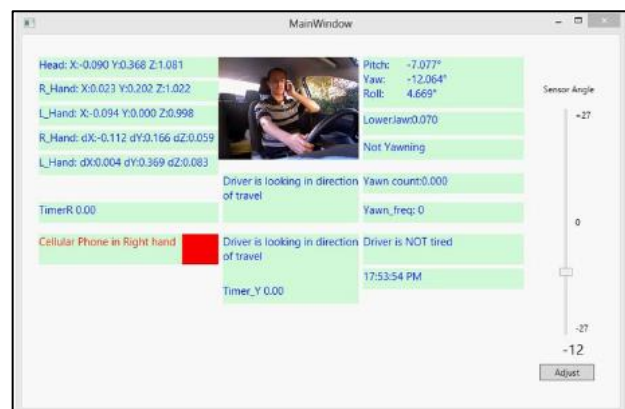 MainWindow
Head: X:-0.090 Y:0.368 Z:1.081
R_Hand: X:0.023 Y:0.202 Z:1.022
L_Hand: X:-0.094 Y:0.000 Z:0.998
R_Hand: dX:-0.112 dY:0.166 dZ:0.059
L_Hand: dX:0.004 dY:0.369 dZ:0.083
TimerR 0.00
Cellular Phone in Right hand
Driver is looking in direction
of travel
Driver is looking in direction
of travel
Timer_Y 0.00
Pitch: -7.077°
Yaw: -12.064°
Roll: 4.669°
LowerJaw:0.070
Not Yawning
Yawn count:0.000
Yawn_freq: 0
Driver is NOT tired
17:53:54 PM
Sensor Angle
+27
0
-27
-12
Adjust